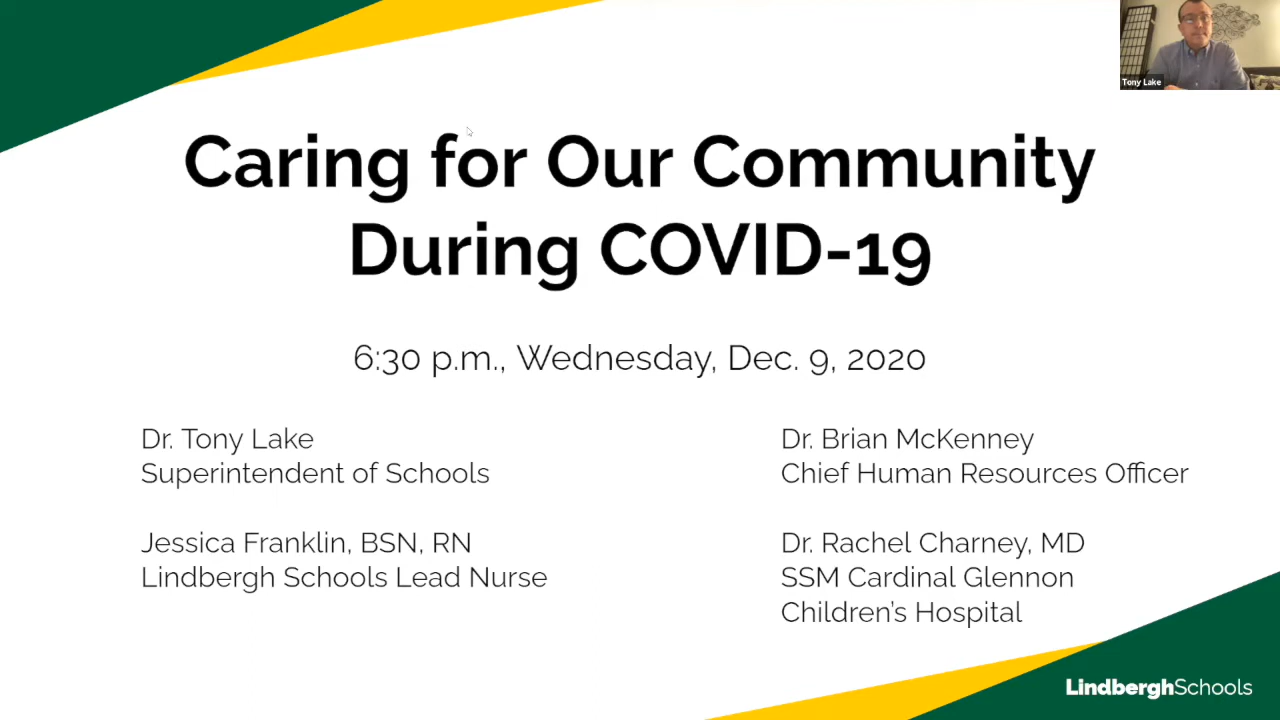 Tony Lake
Caring for Our Community
During COVID-19
6:30 p.m., Wednesday, Dec. 9, 2020
Dr. Tony Lake
Superintendent of Schools
Jessica Franklin, BSN, RN
Lindbergh Schools Lead Nurse
Dr. Brian McKenney
Chief Human Resources Officer
Dr. Rachel Charney, MD
SSM Cardinal Glennon
Children's Hospital
LindberghSchools